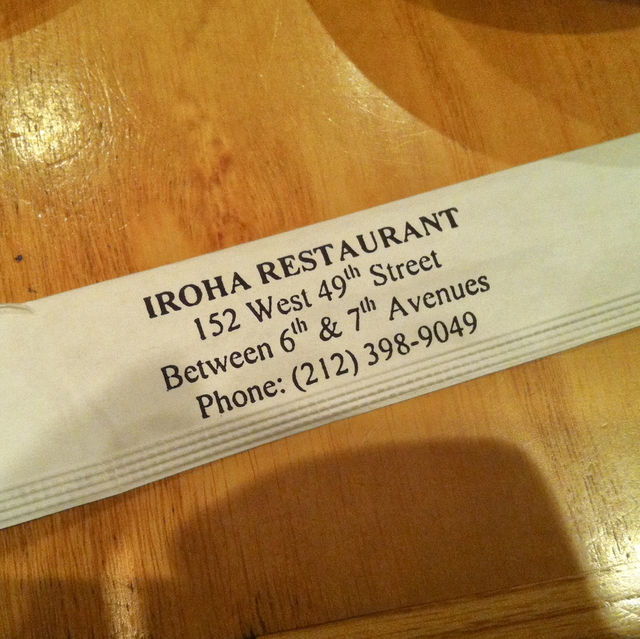 IROHA RESTAURANT
152 West 49th Street
Between 6th & 7th Avenues
Phone: (212) 398-9049